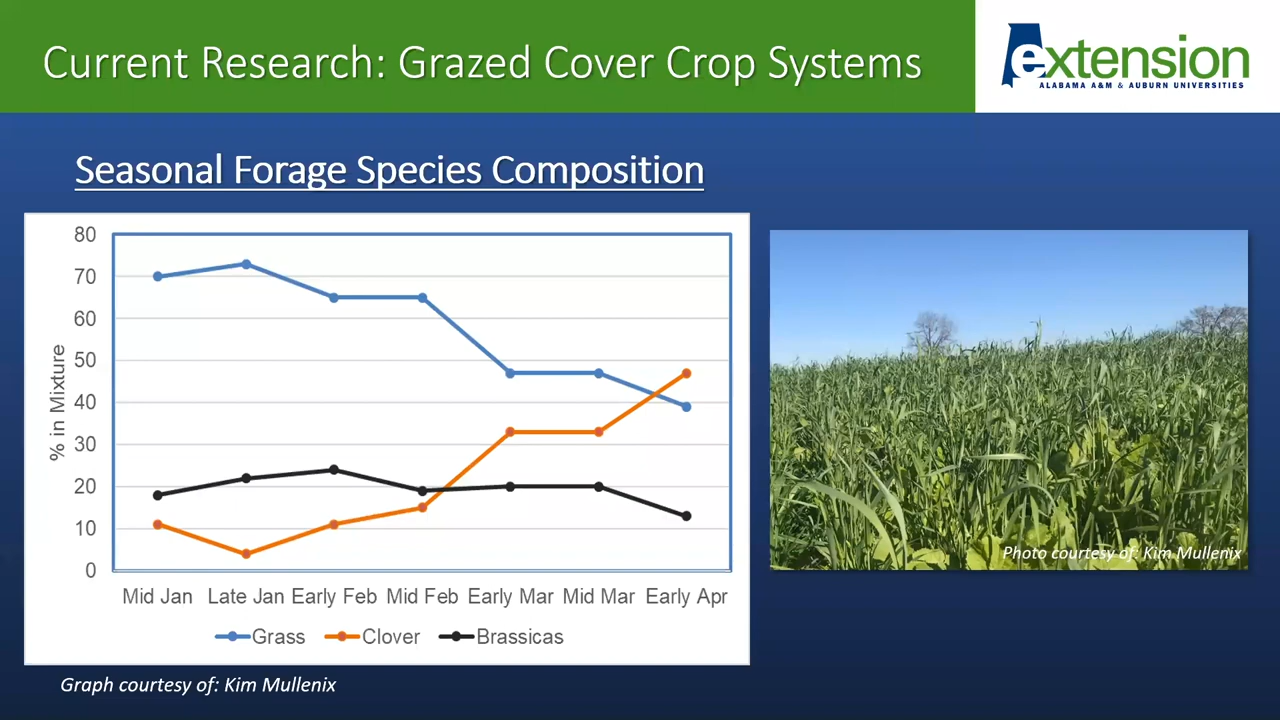 Current Research: Grazed Cover Crop Systems
extension
ALABAMA A&M & AUBURN UNIVERSITIES
Seasonal Forage Species Composition
80
70
60
50
40
30
20
10
0
% in Mixture
Mid Jan Late Jan Early Feb Mid Feb Early Mar Mid Mar Early Apr
Grass Clover Brassicas
Photo courtesy of: Kim Mullenix
Graph courtesy of: Kim Mullenix